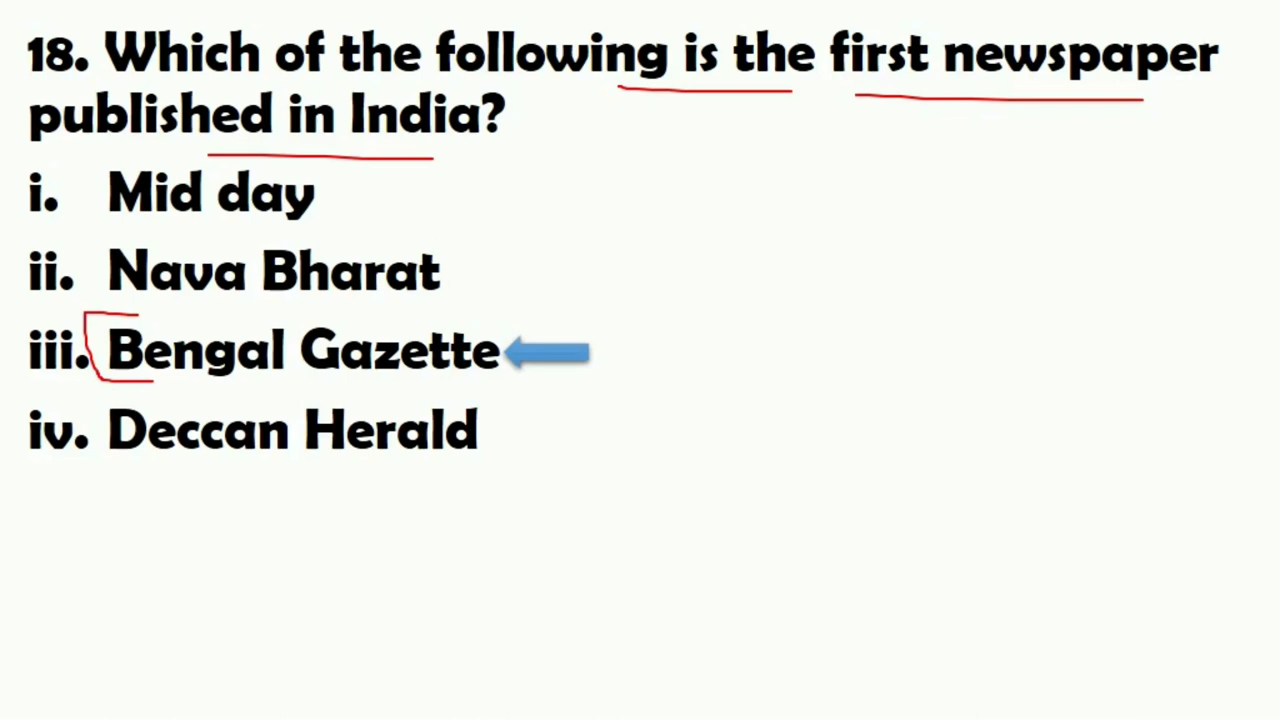 18. Which of the following is the first newspaper
published in India?
i. Mid day
ii. Nava Bharat
iii. Bengal Gazette
iv. Deccan Herald